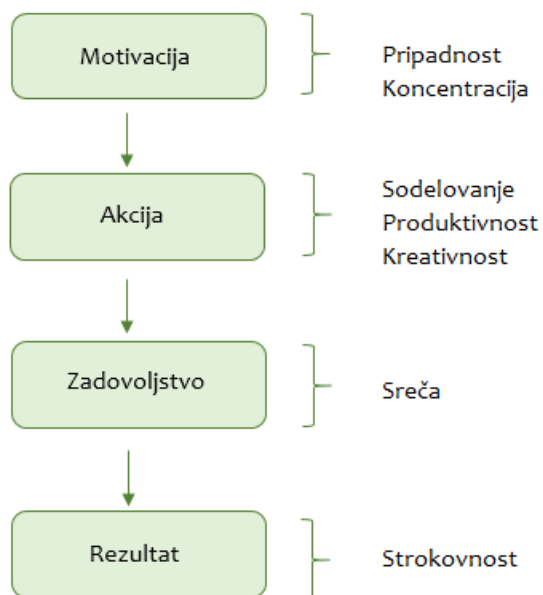 Motivacija
Pripadnost
Koncentracija
Akcija
Sodelovanje
Produktivnost
Kreativnost
Zadovoljstvo
Sreča
Rezultat
Strokovnost